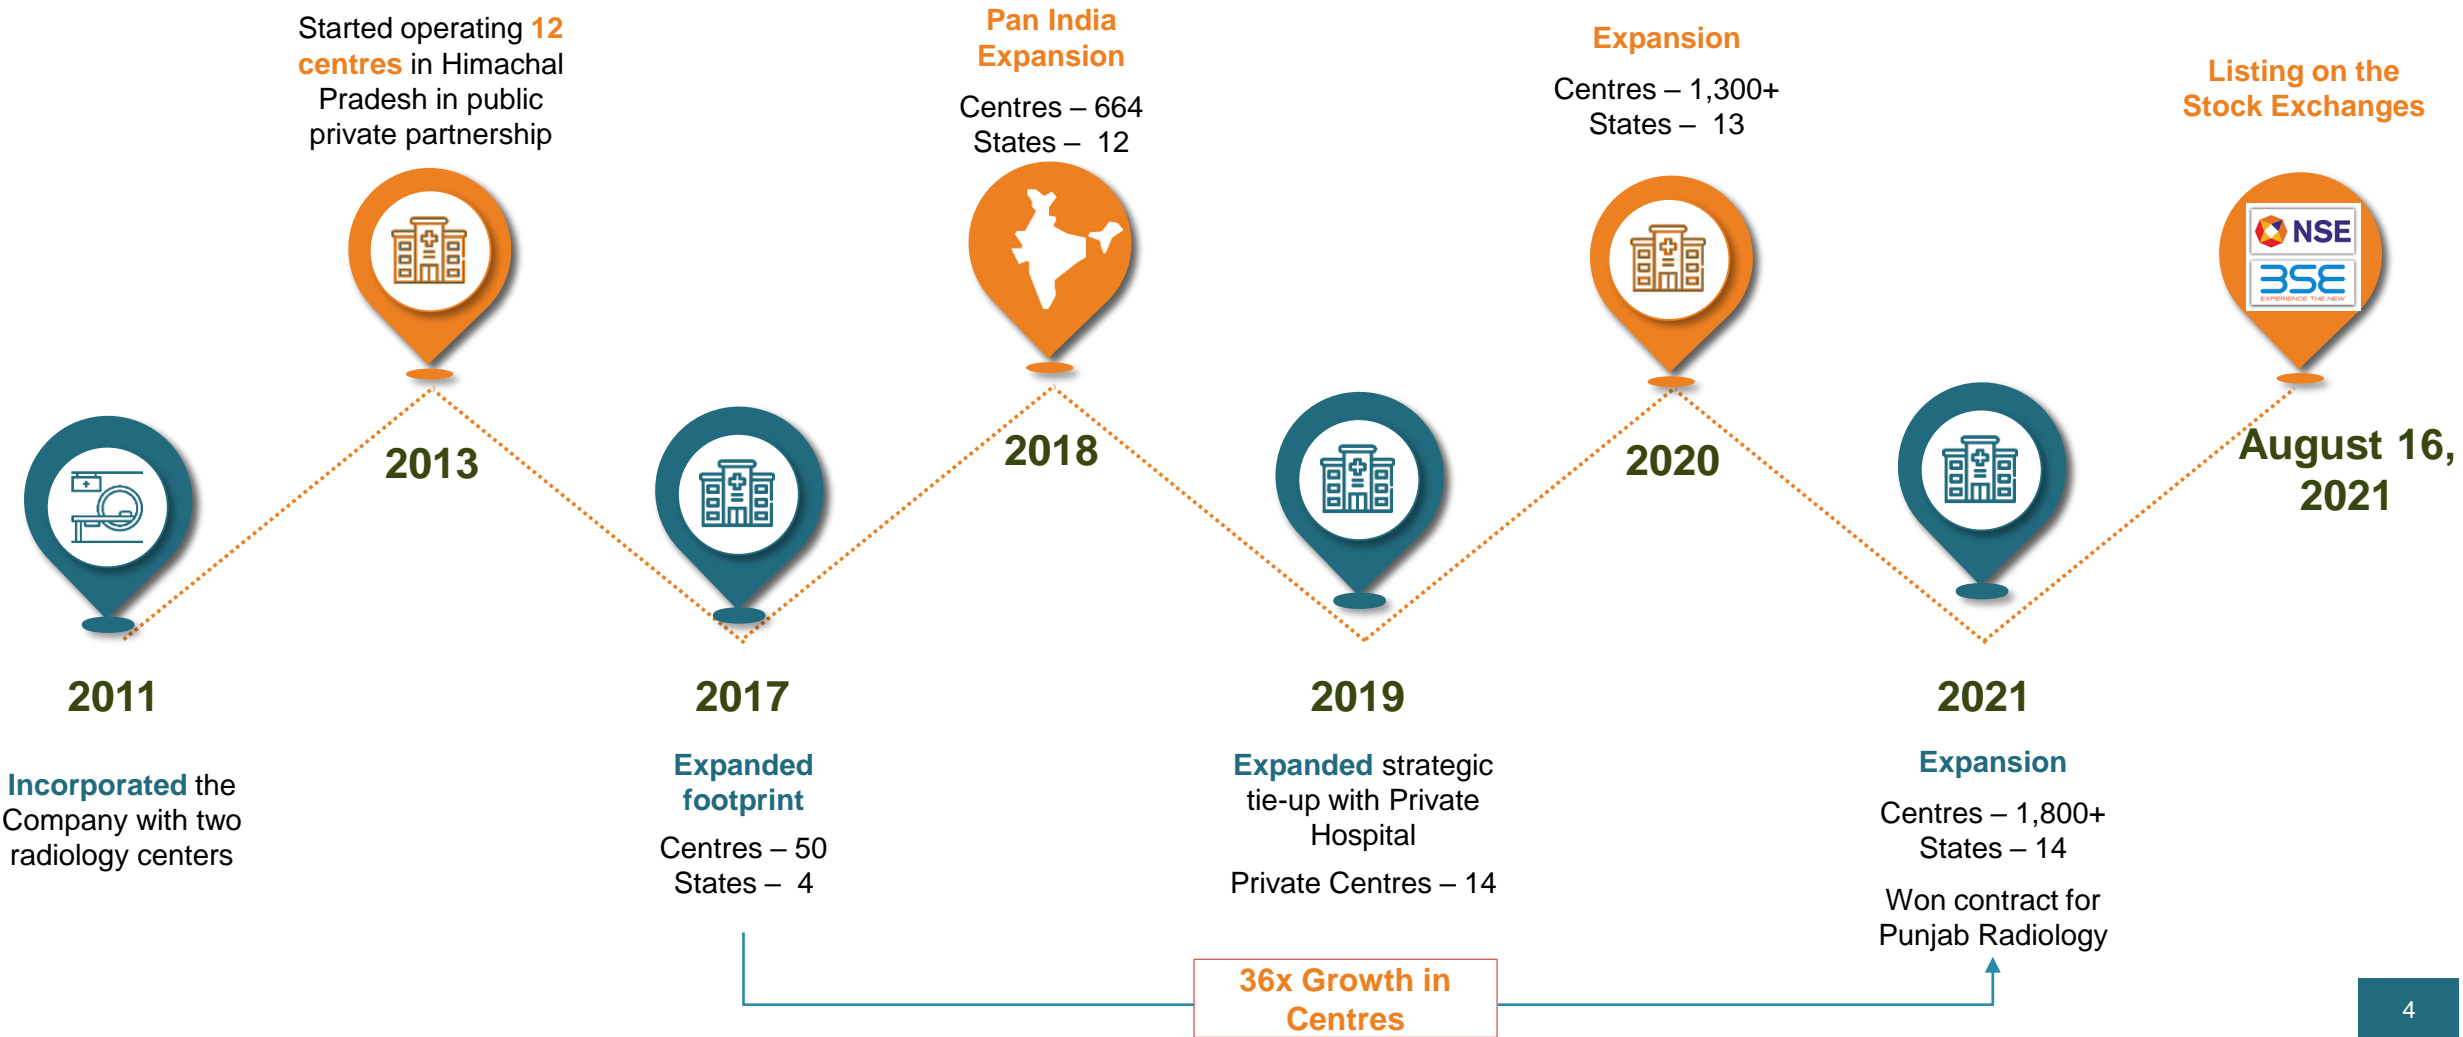 Started operating 12
centres in Himachal
Pradesh in public
private partnership
2013
Pan India
Expansion
Centres – 664
States – 12
2018
Expansion
Centres – 1,300+
States – 13
2020
Listing on the
Stock Exchanges
NSE
BSE
EXPERIENCE THE NEW
August 16,
2021
2011
Incorporated the
Company with two
radiology centers
2017
Expanded
footprint
Centres – 50
States – 4
2019
Expanded strategic
tie-up with Private
Hospital
Private Centres – 14
2021
Expansion
Centres – 1,800+
States – 14
Won contract for
Punjab Radiology
36x Growth in
Centres
4